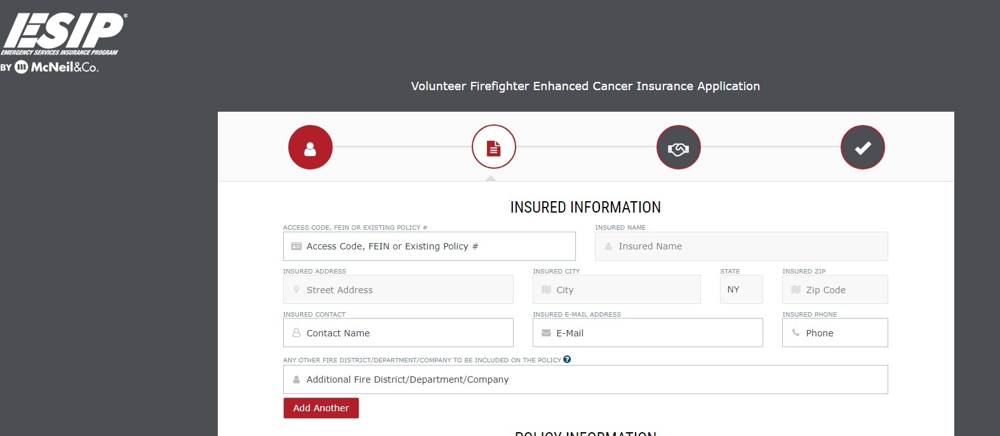 ESIP®
EMERGENCY SERVICES INSURANCE PROGRAM
BY m McNeil&Co.
Volunteer Firefighter Enhanced Cancer Insurance Application
INSURED INFORMATION
ACCESS CODE, FEIN OR EXISTING POLICY # INSURED NAME
Access Code, FEIN or Existing Policy # Insured Name
INSURED ADDRESS INSURED CITY STATE INSURED ZIP
Street Address City NY Zip Code
INSURED CONTACT INSURED E-MAIL ADDRESS INSURED PHONE
Contact Name E-Mail Phone
ANY OTHER FIRE DISTRICT/DEPARTMENT/COMPANY TO BE INCLUDED ON THE POLICY ?
Additional Fire District/Department/Company
Add Another
POLICY INFORMATION